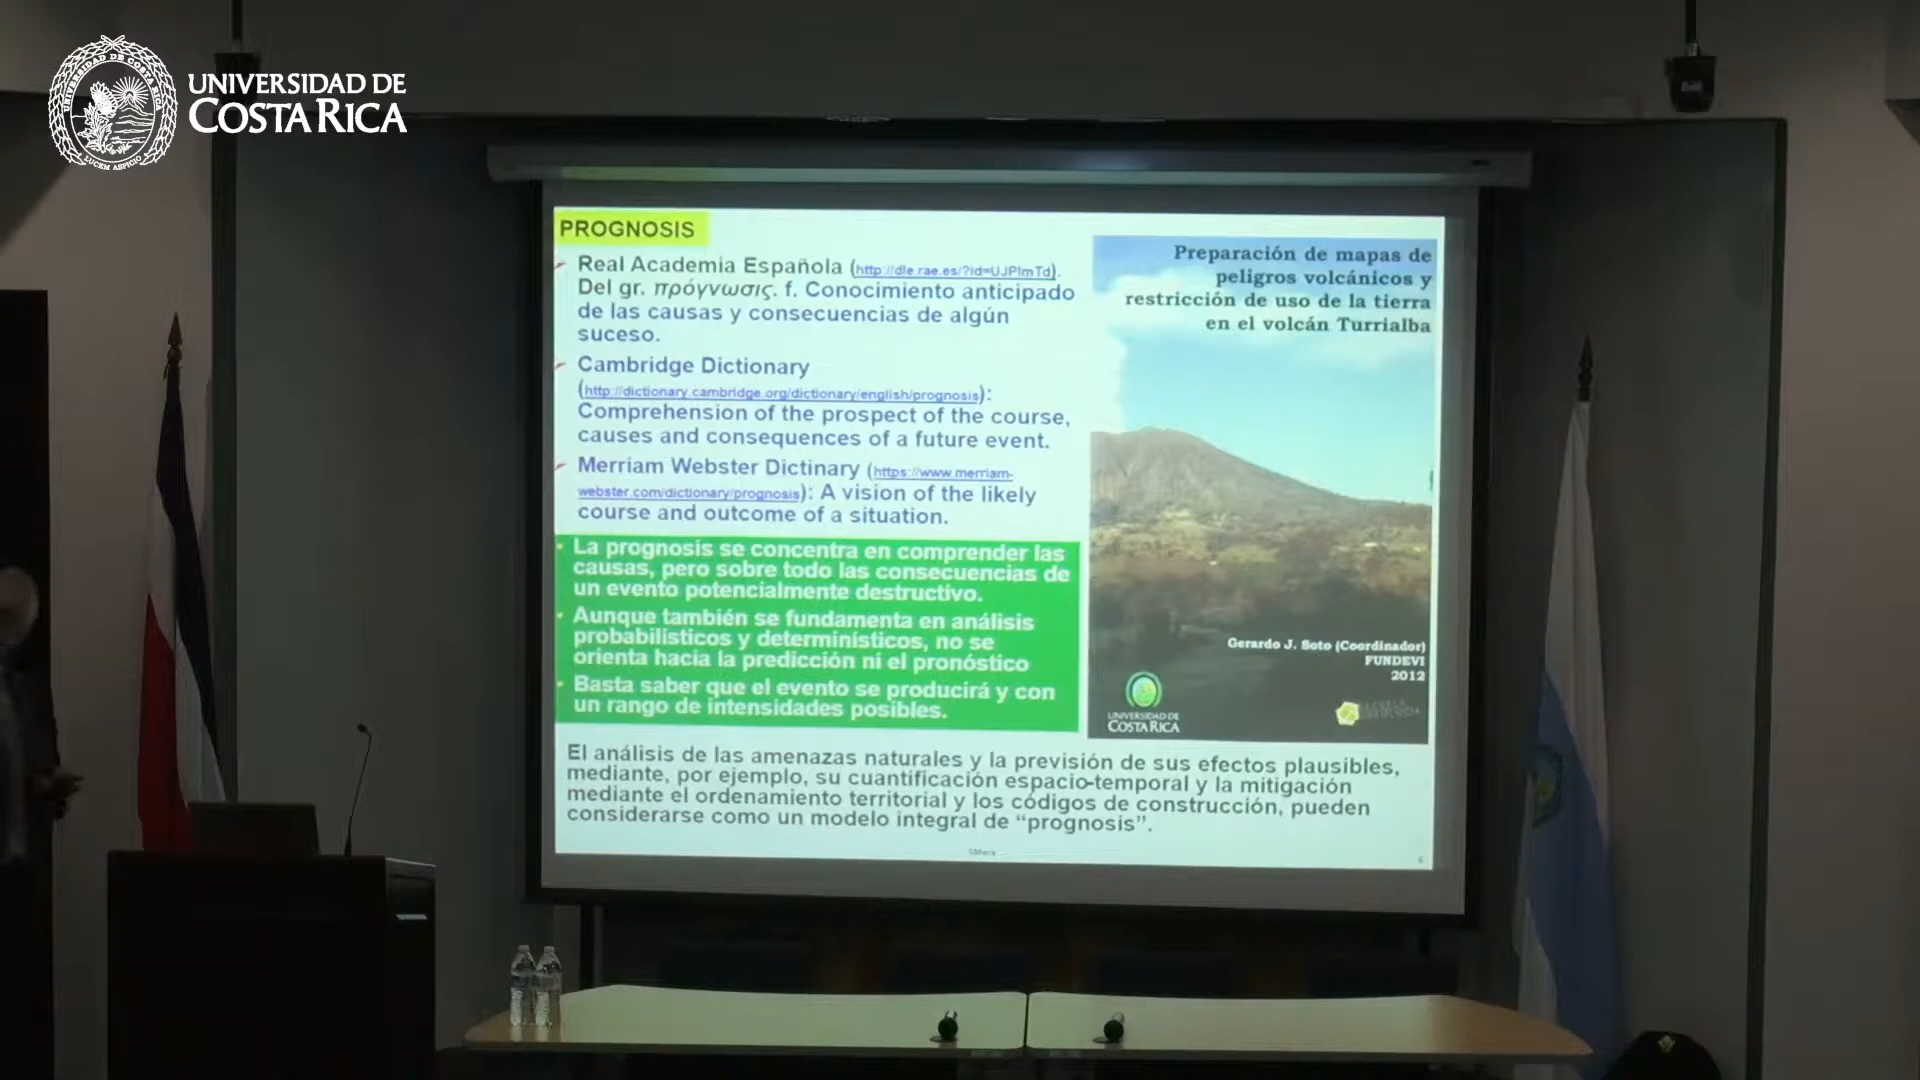 UNIVERSIDAD DE COSTA RICA
LUCEM ASPICIO
UNIVERSIDAD DE
COSTA RICA
PROGNOSIS
Real Academia Española (http://dle.rae.es/?id=UJPlmTd).
Del gr. πρόγνωσις. f. Conocimiento anticipado
de las causas y consecuencias de algún
suceso.
Cambridge Dictionary
(http://dictionary.cambridge.org/dictionary/english/prognosis):
Comprehension of the prospect of the course,
causes and consequences of a future event.
Merriam Webster Dictinary (https://www.merriam-
webster.com/dictionary/prognosis): A vision of the likely
course and outcome of a situation.
La prognosis se concentra en comprender las
causas, pero sobre todo las consecuencias de
un evento potencialmente destructivo.
Aunque también se fundamenta en análisis
probabilísticos y determinísticos, no se
orienta hacia la predicción ni el pronóstico
Basta saber que el evento se producirá y con
un rango de intensidades posibles.
Preparación de mapas de
peligros volcánicos y
restricción de uso de la tierra
en el volcán Turrialba
Gerardo J. Soto (Coordinador)
FUNDEVI
2012
UNIVERSIDAD DE
COSTA RICA
El análisis de las amenazas naturales y la previsión de sus efectos plausibles,
mediante, por ejemplo, su cuantificación espacio-temporal y la mitigación
mediante el ordenamiento territorial y los códigos de construcción, pueden
considerarse como un modelo integral de “prognosis”.